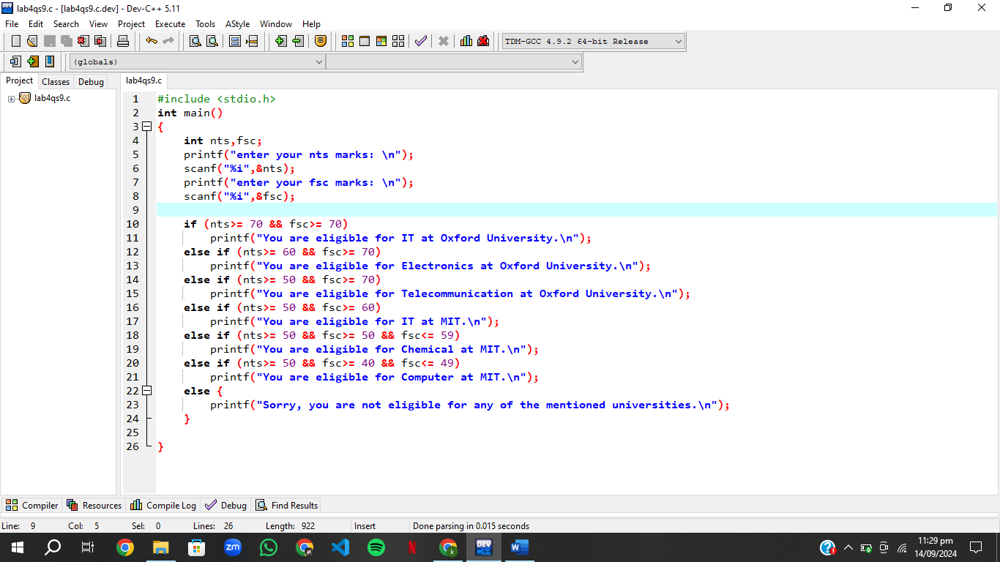 lab4qs9.c - [lab4qs9.c.dev] - Dev-C++ 5.11
File Edit Search View Project Execute Tools AStyle Window Help
TDM-GCC 4.9.2 64-bit Release
(globals)
Project Classes Debug
lab4qs9.c
lab4qs9.c
1 #include <stdio.h>
2 int main()
3 {
4 int nts,fsc;
5 printf("enter your nts marks: \n");
6 scanf("%i",&nts);
7 printf("enter your fsc marks: \n");
8 scanf("%i",&fsc);
9
10 if (nts>= 70 && fsc>= 70)
11 printf("You are eligible for IT at Oxford University.\n");
12 else if (nts>= 60 && fsc>= 70)
13 printf("You are eligible for Electronics at Oxford University.\n");
14 else if (nts>= 50 && fsc>= 70)
15 printf("You are eligible for Telecommunication at Oxford University.\n");
16 else if (nts>= 50 && fsc>= 60)
17 printf("You are eligible for IT at MIT.\n");
18 else if (nts>= 50 && fsc>= 50 && fsc<= 59)
19 printf("You are eligible for Chemical at MIT.\n");
20 else if (nts>= 50 && fsc>= 40 && fsc<= 49)
21 printf("You are eligible for Computer at MIT.\n");
22 else {
23 printf("Sorry, you are not eligible for any of the mentioned universities.\n");
24 }
25
26 }
Compiler Resources Compile Log Debug Find Results
Line: 9 Col: 5 Sel: 0 Lines: 26 Length: 922 Insert Done parsing in 0.015 seconds
zm
k
DEV
W
11:29 pm
14/09/2024